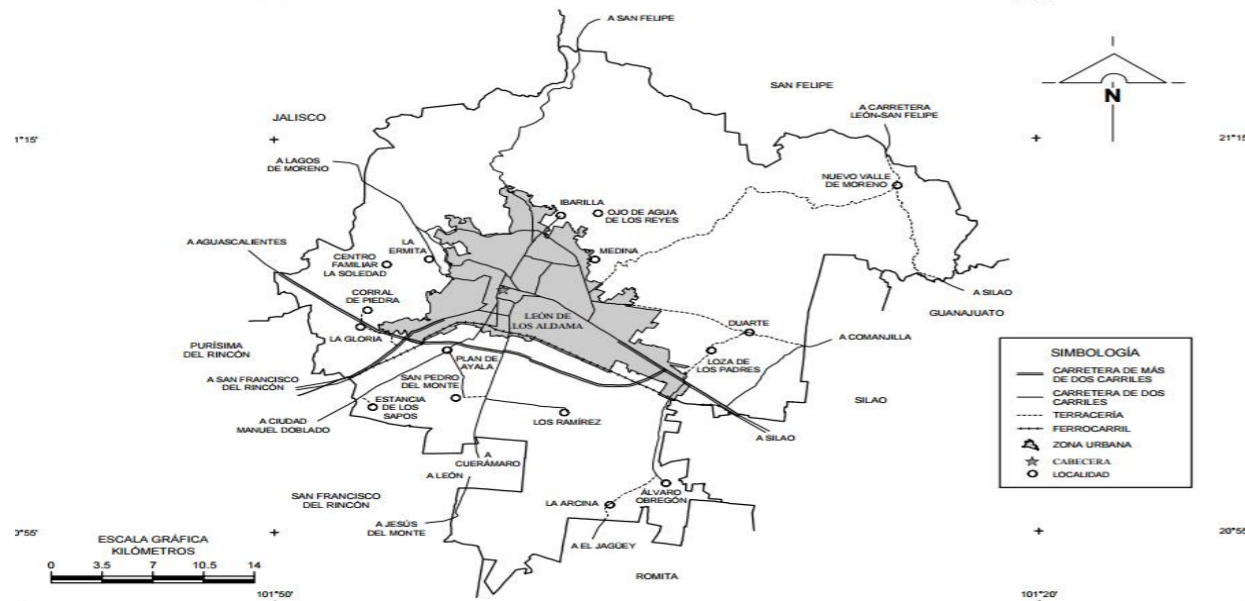 A SAN FELIPE
SAN FELIPE
A CARRETERA
LEÓN-SAN FELIPE
N
JALISCO
1°15'
21°15'
A LAGOS
DE MORENO
NUEVO VALLE
DE MORENO
IBARILLA
OJO DE AGUA
DE LOS REYES
A AGUASCALIENTES
LA
ERMITA
CENTRO
FAMILIAR
LA SOLEDAD
MEDINA
CORRAL
DE PIEDRA
A SILAO
GUANAJUATO
LEÓN DE
LOS ALDAMA
DUARTE
A COMANJILLA
LA GLORIA
PURÍSIMA
DEL RINCÓN
PLAN DE
AYALA
LOZA DE
LOS PADRES
A SAN FRANCISCO
DEL RINCÓN
SAN PEDRO
DEL MONTE
ESTANCIA
DE LOS
SAPOS
SILAO
A CIUDAD
MANUEL DOBLADO
LOS RAMÍREZ
A SILAO
A
CUERÁMARO
A LEÓN
SAN FRANCISCO
DEL RINCÓN
ÁLVARO
OBREGÓN
LA ARCINA
A JESÚS
DEL MONTE
A EL JAGÜEY
ROMITA
0°55'
20°55'
101°50'
101°20'
ESCALA GRÁFICA
KILÓMETROS
0 3.5 7 10.5 14
SIMBOLOGÍA
CARRETERA DE MÁS
DE DOS CARRILES
CARRETERA DE DOS
CARRILES
TERRACERÍA
FERROCARRIL
ZONA URBANA
CABECERA
LOCALIDAD